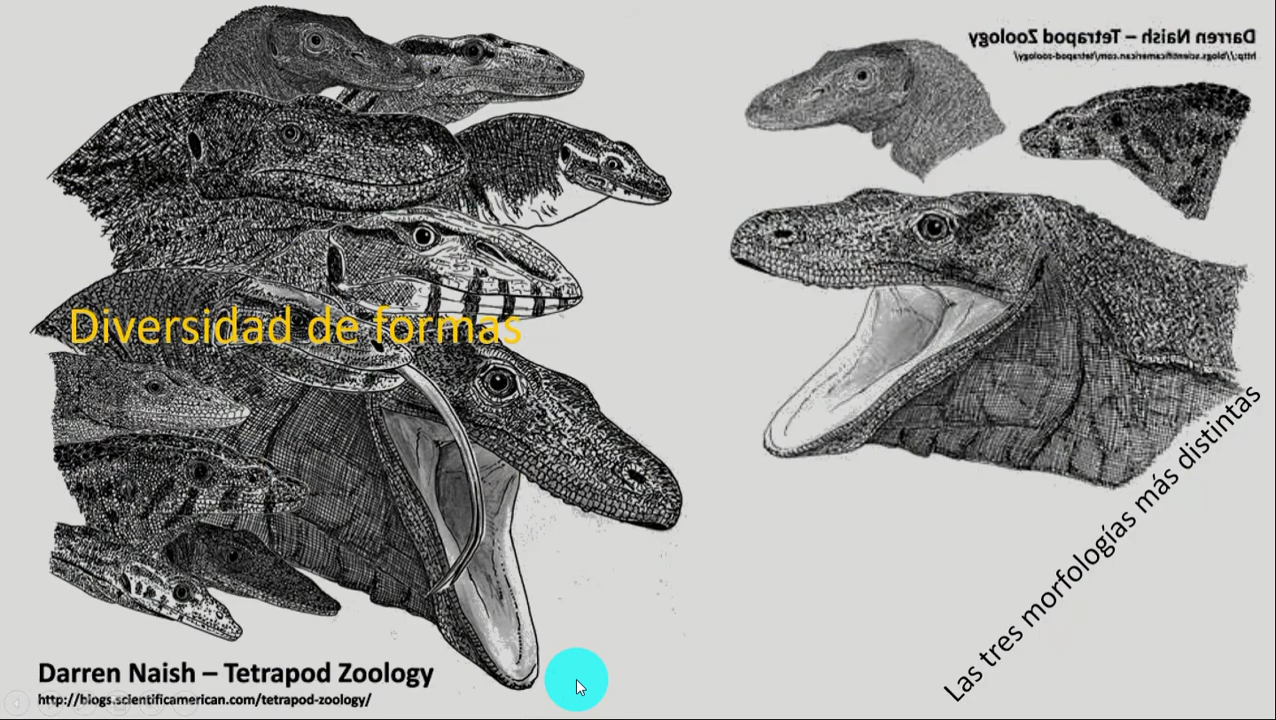 Darren Naish – Tetrapod Zoology
http://blogs.scientificamerican.com/tetrapod-zoology/
Diversidad de formas
Las tres morfologías más distintas
Darren Naish – Tetrapod Zoology
http://blogs.scientificamerican.com/tetrapod-zoology/